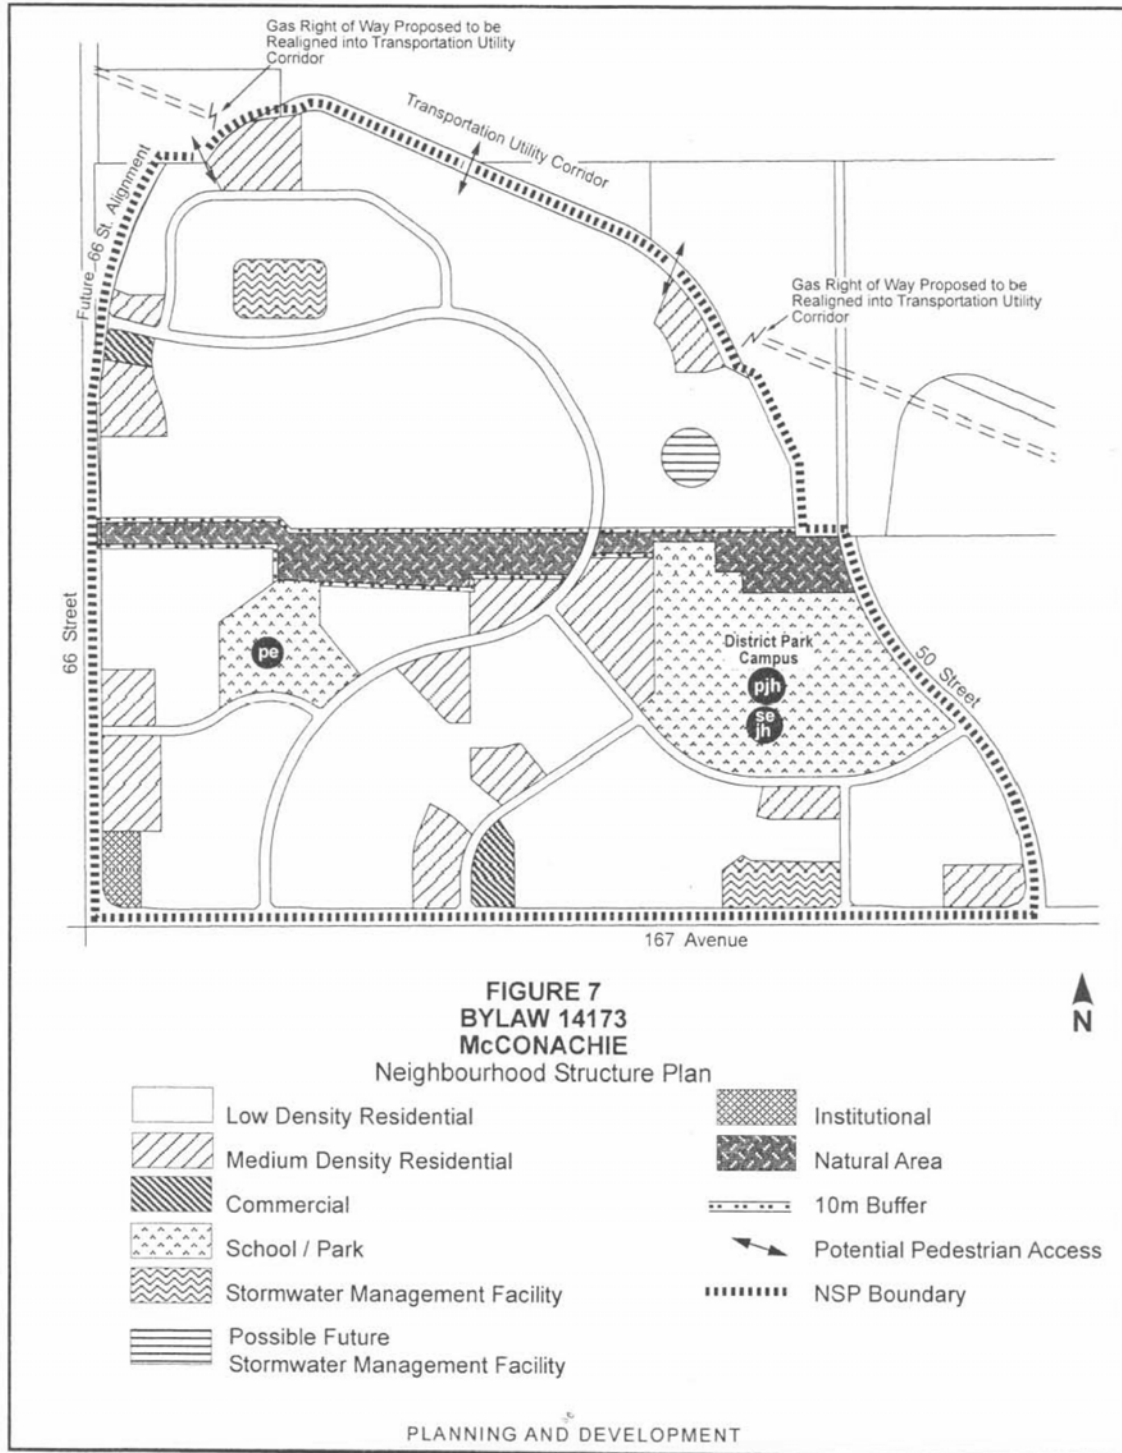 Gas Right of Way Proposed to be
Realigned into Transportation Utility
Corridor
Transportation Utility Corridor
Future 66 St. Alignment
Gas Right of Way Proposed to be
Realigned into Transportation Utility
Corridor
66 Street
pe
District Park
Campus
pjh
se
jh
50 Street
167 Avenue
FIGURE 7
BYLAW 14173
McCONACHIE
Neighbourhood Structure Plan
N
Low Density Residential
Medium Density Residential
Commercial
School / Park
Stormwater Management Facility
Possible Future
Stormwater Management Facility
Institutional
Natural Area
10m Buffer
Potential Pedestrian Access
NSP Boundary
PLANNING AND DEVELOPMENT